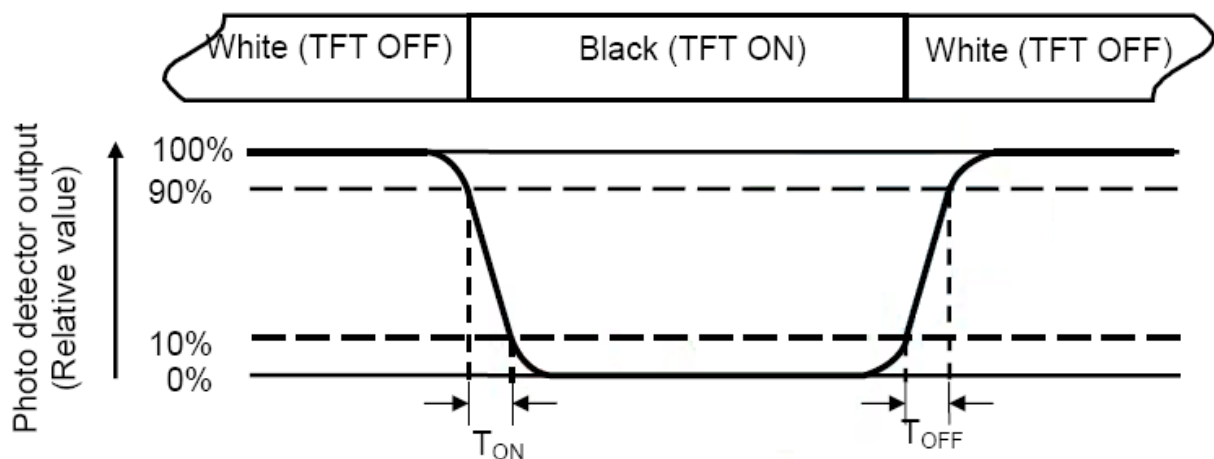 White (TFT OFF)
Black (TFT ON)
White (TFT OFF)
Photo detector output
(Relative value)
100%
90%
10%
0%
TON
TOFF